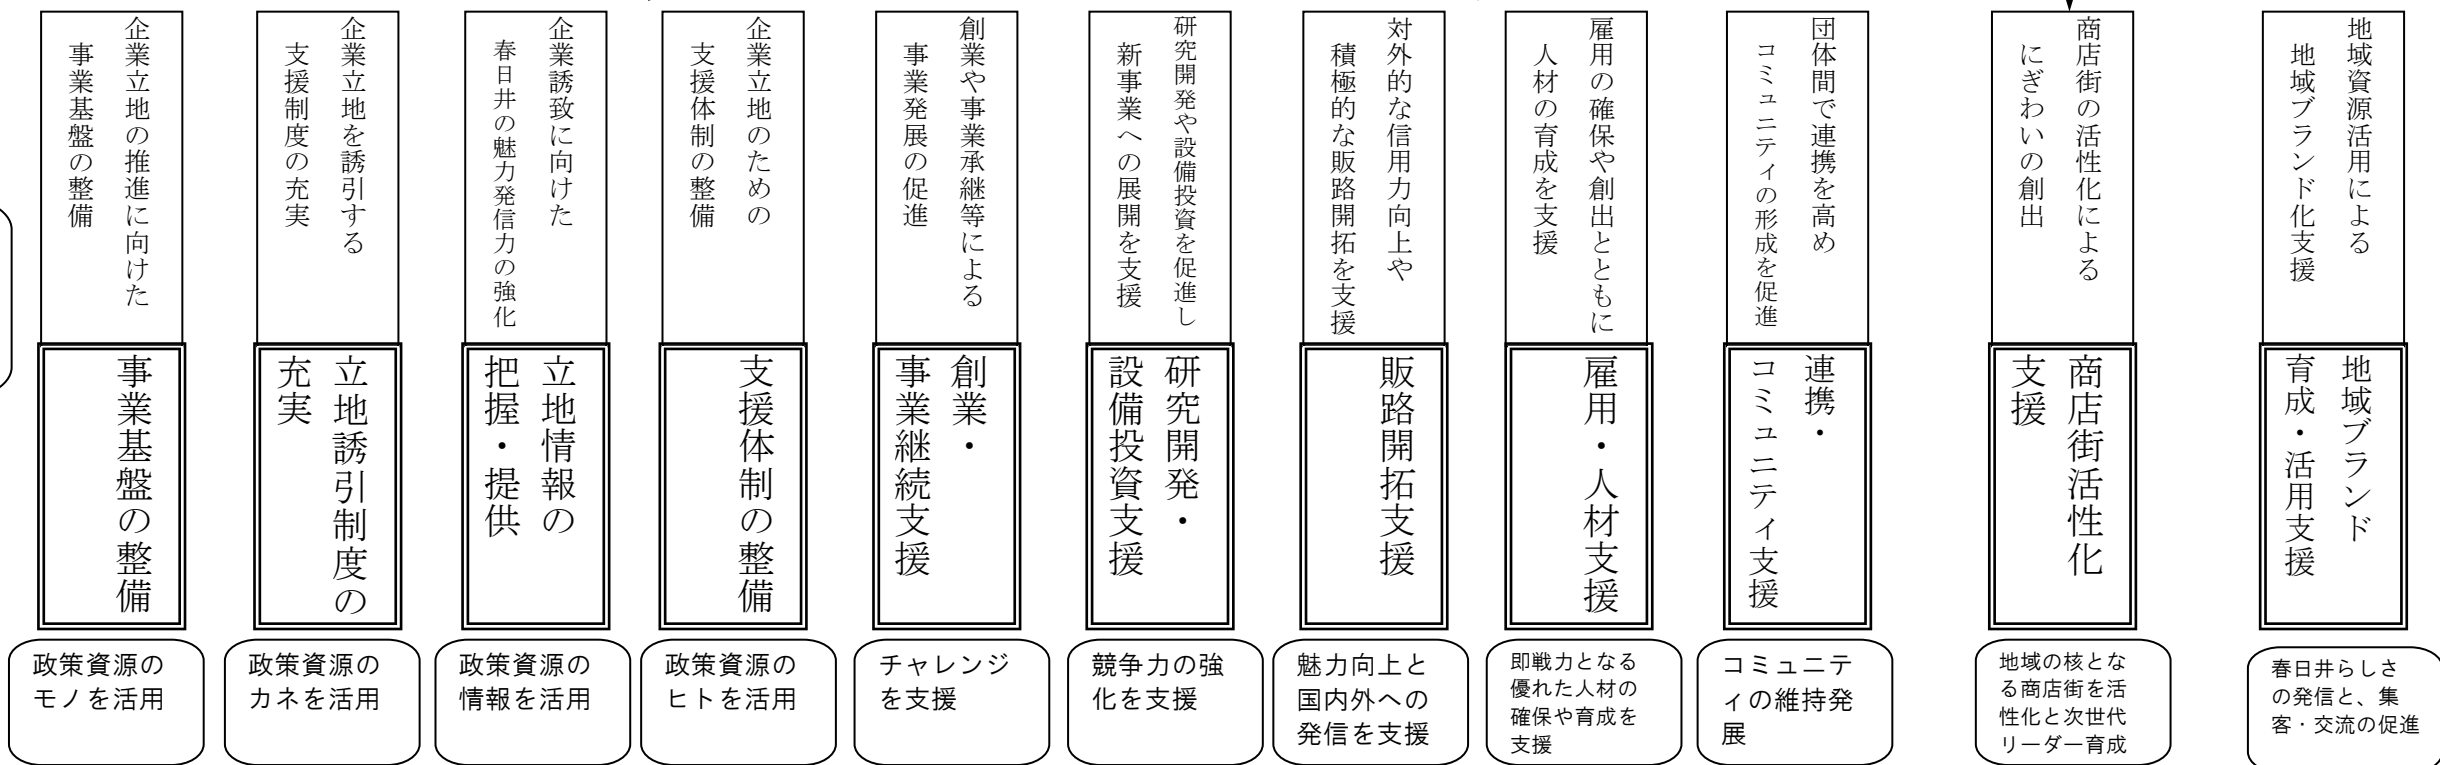 企業立地の推進に向けた
事業基盤の整備
事業基盤の整備
政策資源の
モノを活用
企業立地を誘引する
支援制度の充実
立地誘引制度の
充実
政策資源の
カネを活用
企業誘致に向けた
春日井の魅力発信力の強化
立地情報の
把握・提供
政策資源の
情報を活用
企業立地のための
支援体制の整備
支援体制の整備
政策資源の
ヒトを活用
創業や事業承継等による
事業発展の促進
創業・
事業継続支援
チャレンジ
を支援
研究開発や設備投資を促進し
新事業への展開を支援
研究開発・
設備投資支援
競争力の強
化を支援
対外的な信用力向上や
積極的な販路開拓を支援
販路開拓支援
魅力向上と
国内外への
発信を支援
雇用の確保や創出とともに
人材の育成を支援
雇用・人材支援
即戦力となる
優れた人材の
確保や育成を
支援
団体間で連携を高め
コミュニティの形成を促進
連携・
コミュニティ支援
コミュニテ
ィの維持発
展
商店街の活性化による
にぎわいの創出
商店街活性化
支援
地域の核とな
る商店街を活
性化と次世代
リーダー育成
地域資源活用による
地域ブランド化支援
地域ブランド
育成・活用支援
春日井らしさ
の発信と、集
客・交流の促進